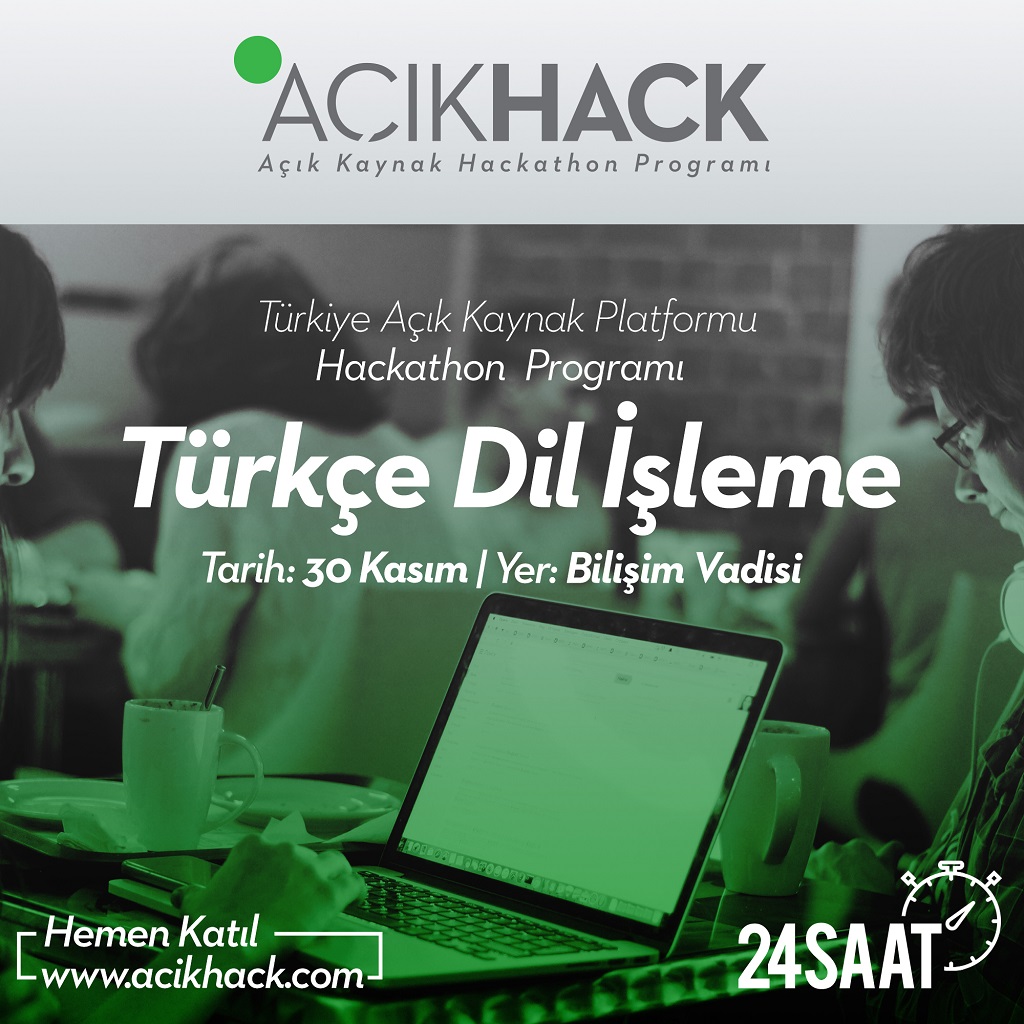 AÇIKHACK
Açık Kaynak Hackathon Programı
Türkiye Açık Kaynak Platformu
Hackathon Programı
Türkçe Dil İşleme
Tarih: 30 Kasım | Yer: Bilişim Vadisi
Hemen Katıl
www.acikhack.com
24SAAT